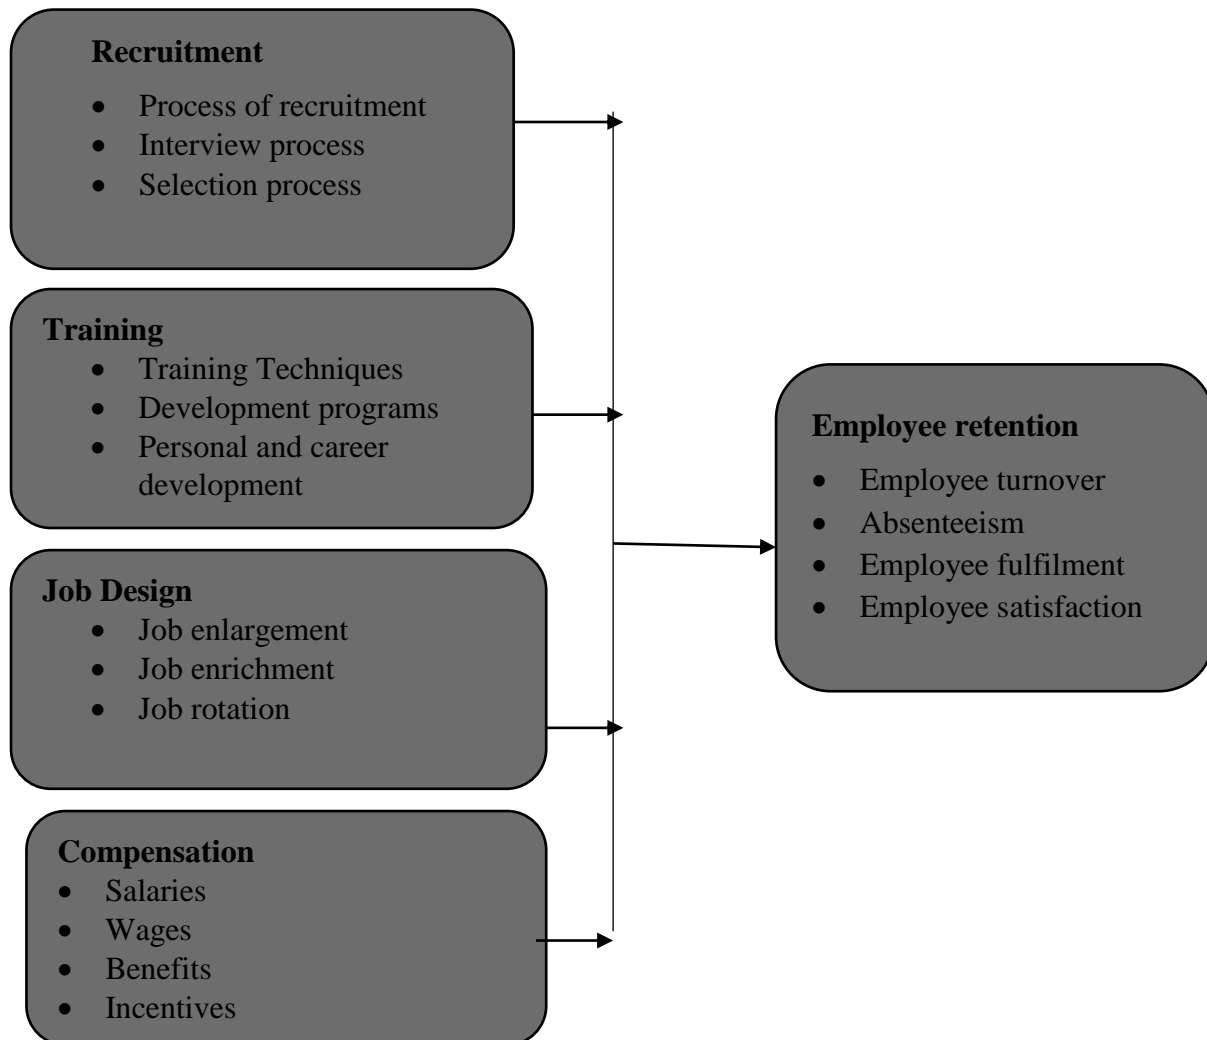 Recruitment
• Process of recruitment
• Interview process
• Selection process
Training
• Training Techniques
• Development programs
• Personal and career
development
Job Design
• Job enlargement
• Job enrichment
• Job rotation
Compensation
• Salaries
• Wages
• Benefits
• Incentives
Employee retention
• Employee turnover
• Absenteeism
• Employee fulfilment
• Employee satisfaction